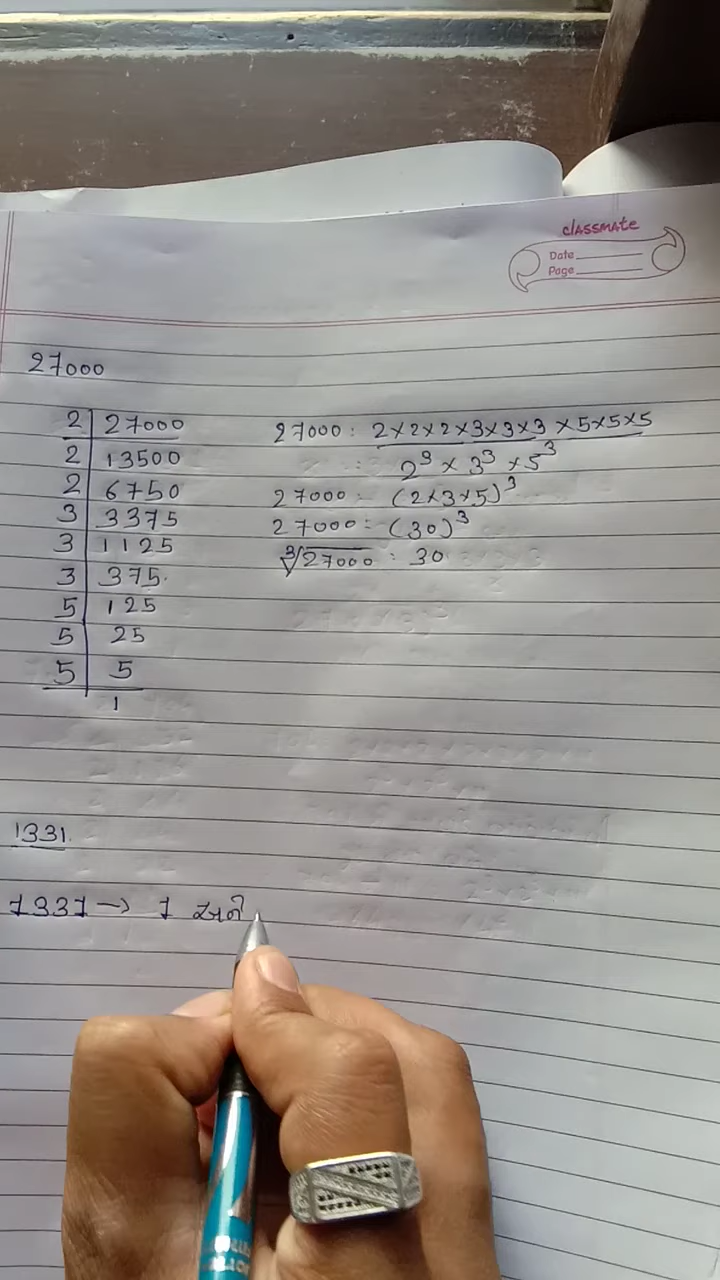 classmate
Date
Page
27000
2 | 27000
2 | 13500
2 | 6750
3 | 3375
3 | 1125
3 | 375
5 | 125
5 | 25
5 | 5
1
27000 : 2×2×2×3×3×3×5×5×5
: 2³ × 3³ × 5³
27000 : (2×3×5)³
27000 : (30)³
∛27000 : 30
1331
1331 → 1 અને